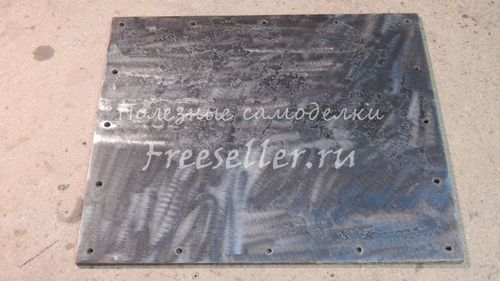 Полезные самоделки
Freeseller.ru